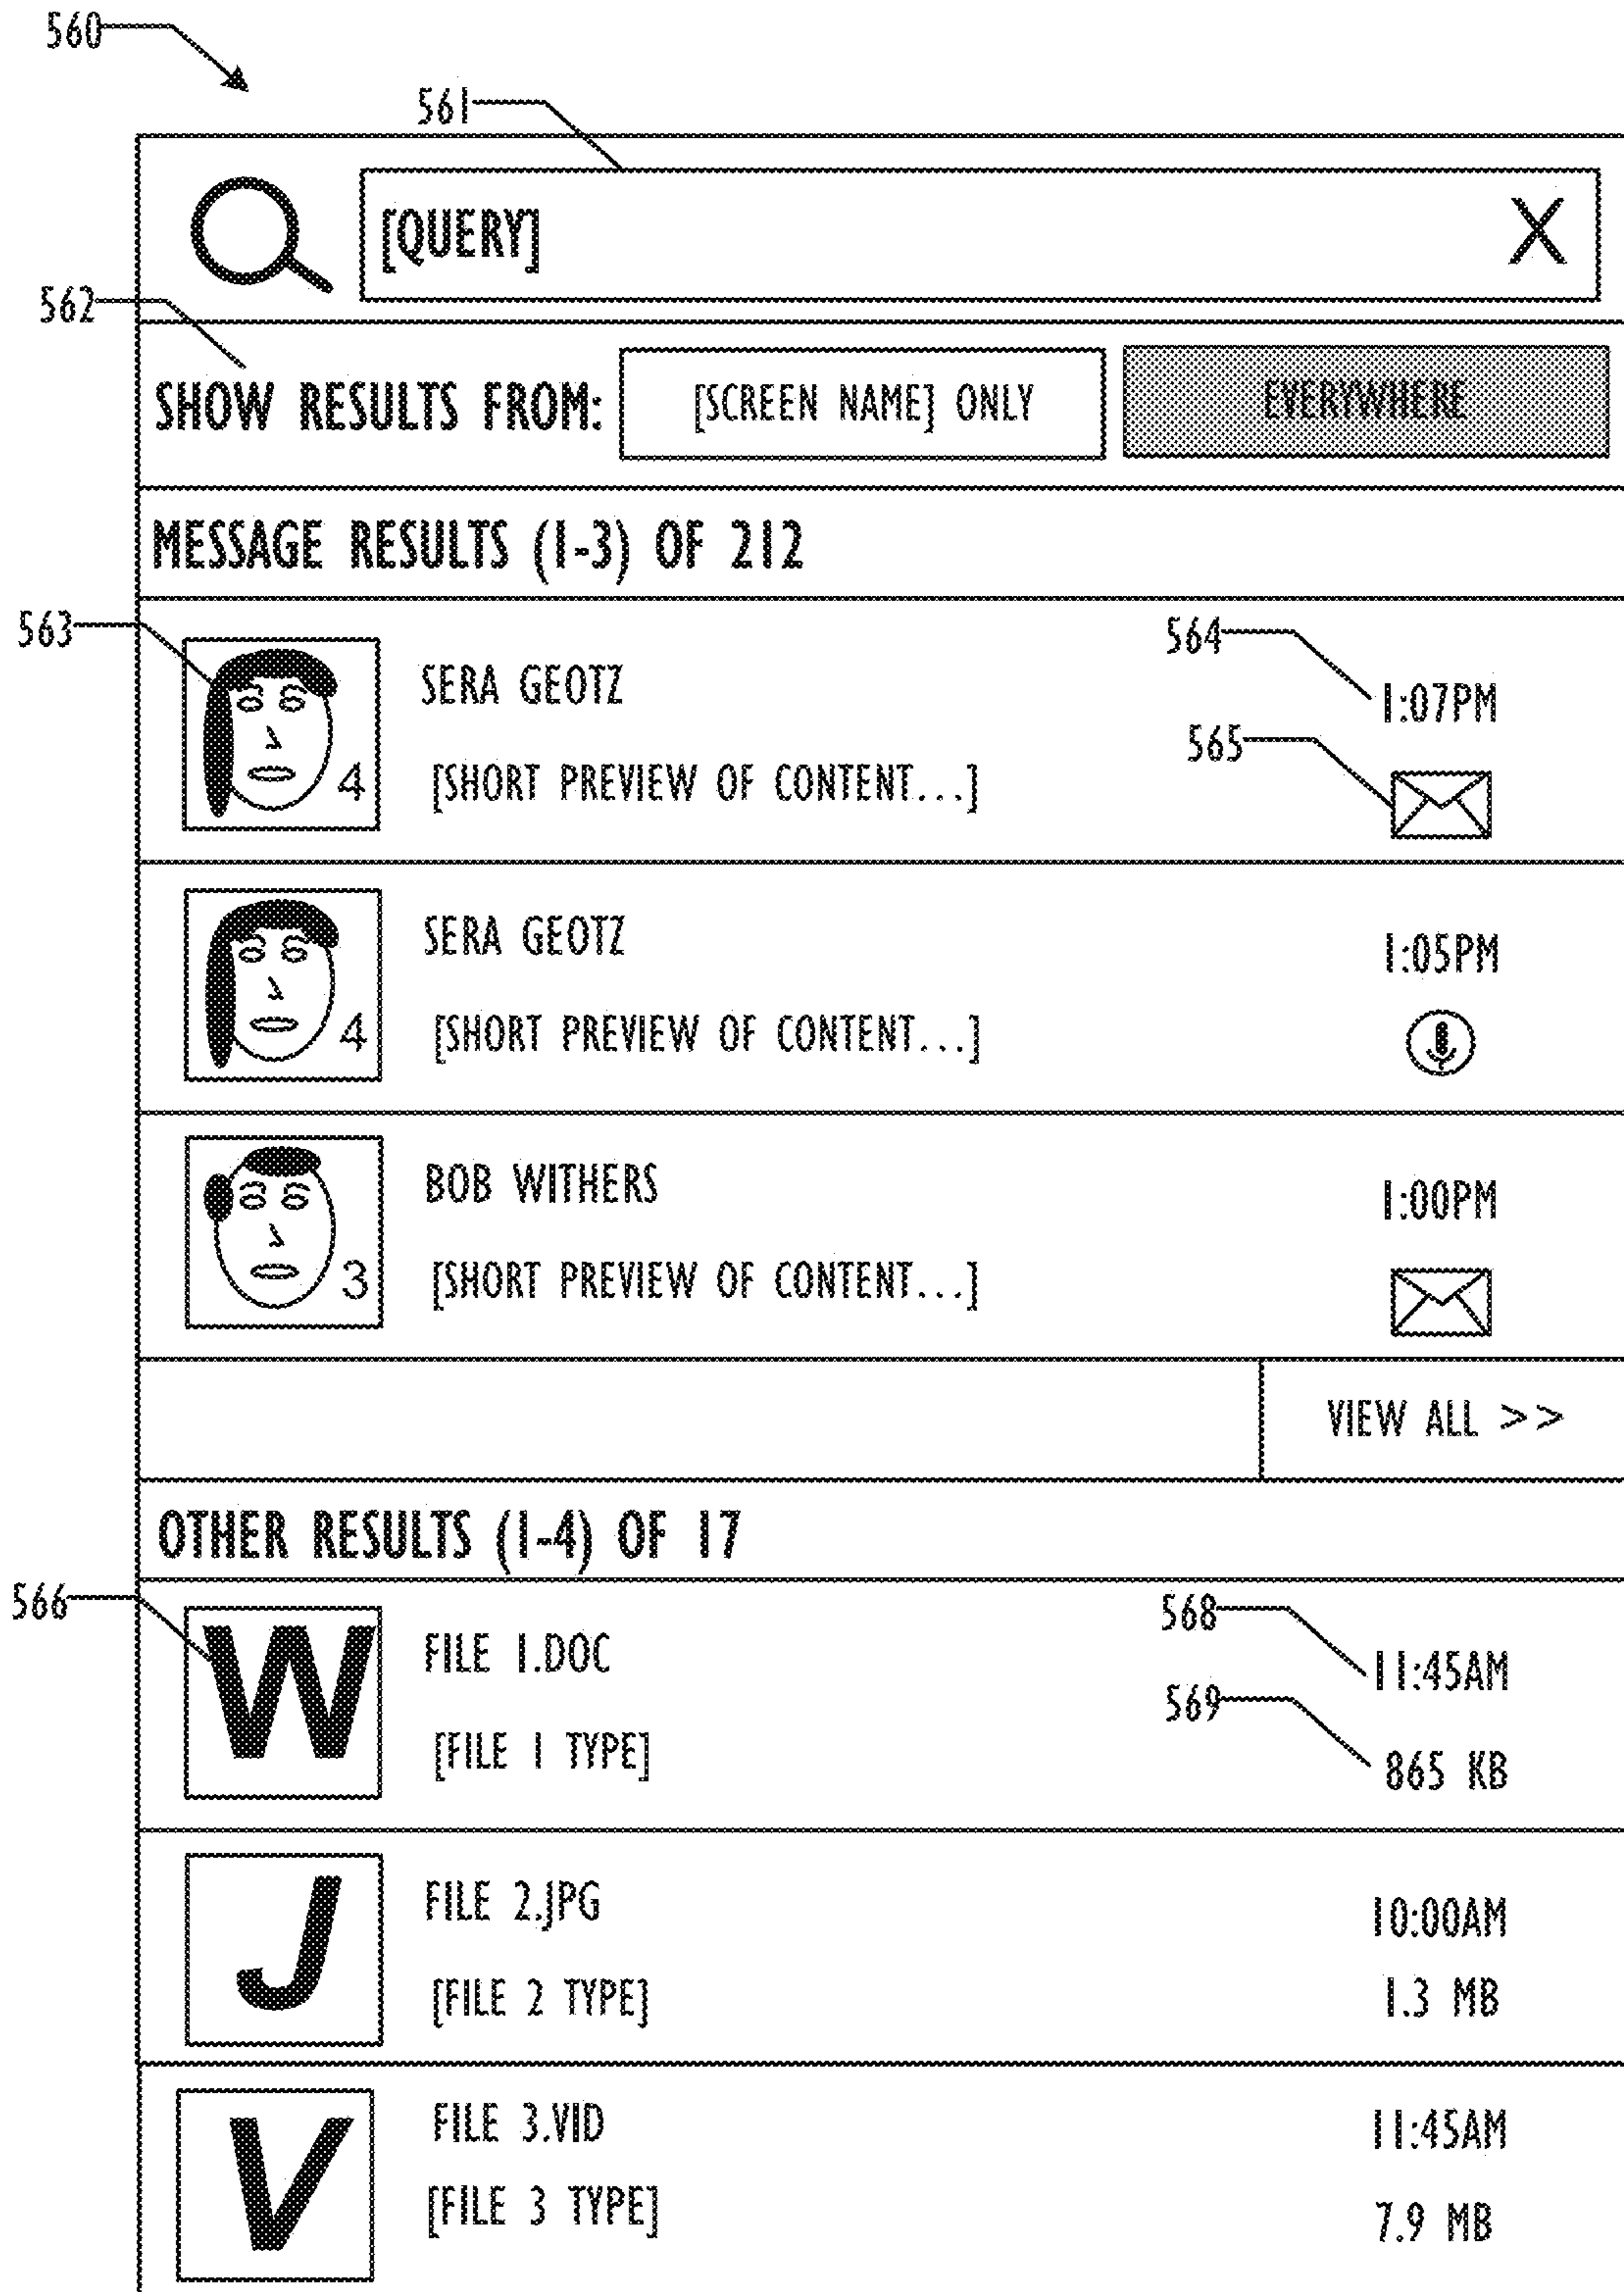 560
561
[QUERY] X
562
SHOW RESULTS FROM: [SCREEN NAME] ONLY EVERYWHERE
MESSAGE RESULTS (1-3) OF 212
563
564
SERA GEOTZ
1:07PM
565
4
[SHORT PREVIEW OF CONTENT...]
SERA GEOTZ
1:05PM
4
[SHORT PREVIEW OF CONTENT...]
BOB WITHERS
1:00PM
3
[SHORT PREVIEW OF CONTENT...]
VIEW ALL >>
OTHER RESULTS (1-4) OF 17
566
568
W
FILE 1.DOC
11:45AM
569
[FILE 1 TYPE]
865 KB
J
FILE 2.JPG
10:00AM
[FILE 2 TYPE]
1.3 MB
V
FILE 3.VID
11:45AM
[FILE 3 TYPE]
7.9 MB